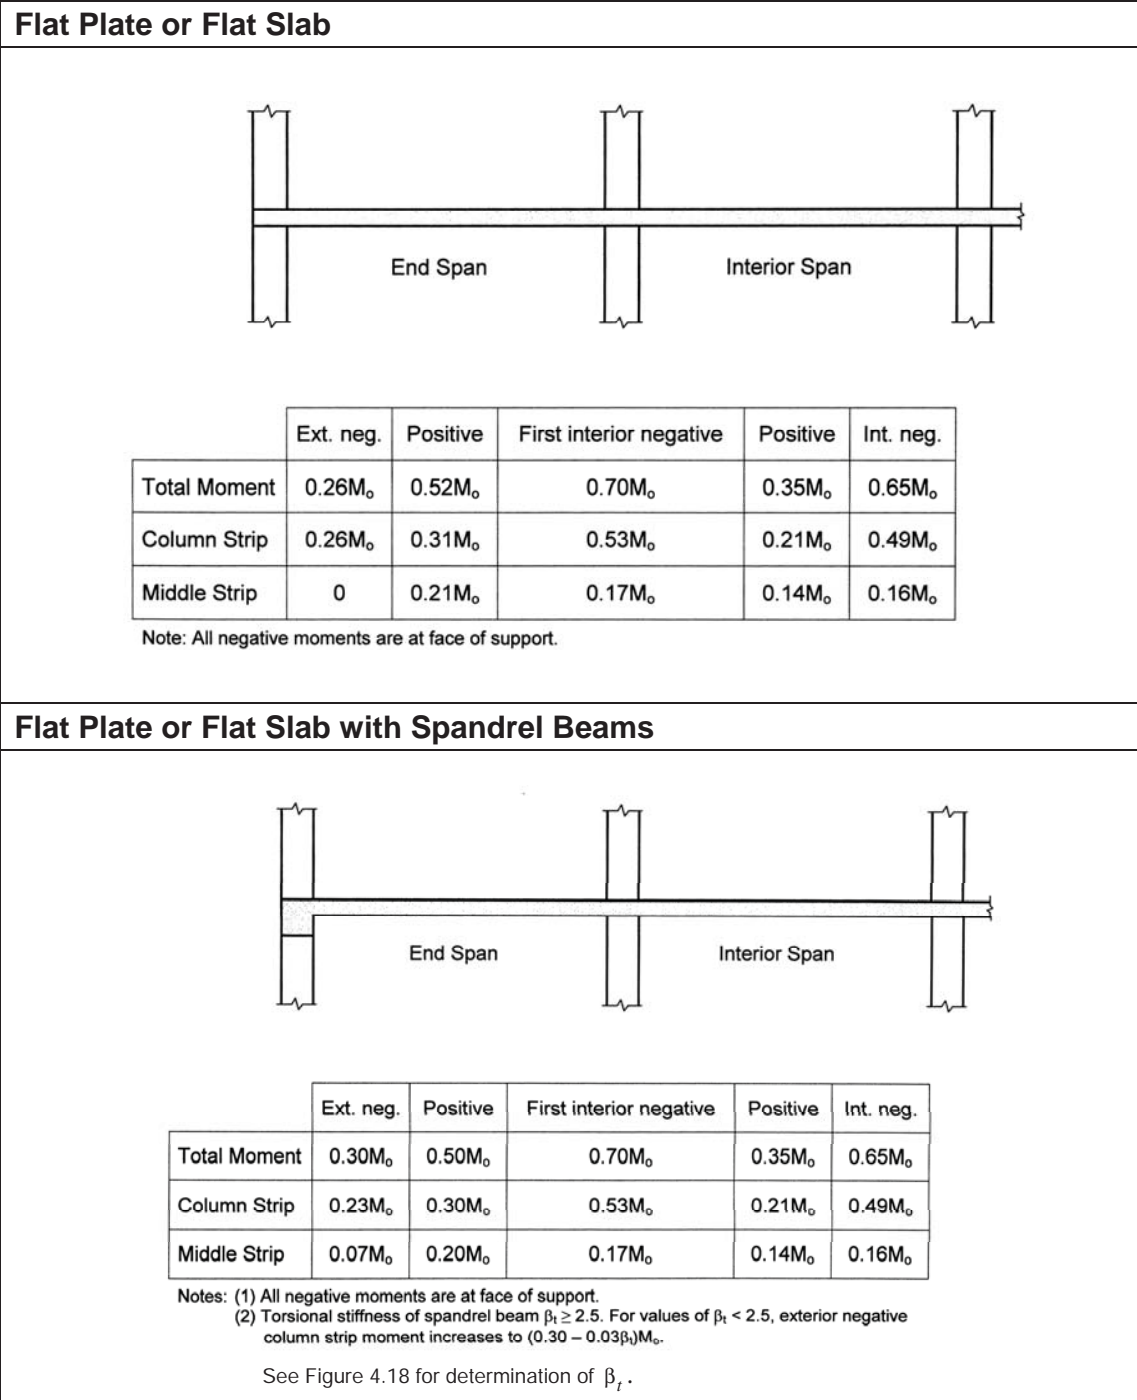 Flat Plate or Flat Slab
End Span Interior Span
Ext. neg. Positive First interior negative Positive Int. neg.
Total Moment 0.26Mₒ 0.52Mₒ 0.70Mₒ 0.35Mₒ 0.65Mₒ
Column Strip 0.26Mₒ 0.31Mₒ 0.53Mₒ 0.21Mₒ 0.49Mₒ
Middle Strip 0 0.21Mₒ 0.17Mₒ 0.14Mₒ 0.16Mₒ
Note: All negative moments are at face of support.
Flat Plate or Flat Slab with Spandrel Beams
End Span Interior Span
Ext. neg. Positive First interior negative Positive Int. neg.
Total Moment 0.30Mₒ 0.50Mₒ 0.70Mₒ 0.35Mₒ 0.65Mₒ
Column Strip 0.23Mₒ 0.30Mₒ 0.53Mₒ 0.21Mₒ 0.49Mₒ
Middle Strip 0.07Mₒ 0.20Mₒ 0.17Mₒ 0.14Mₒ 0.16Mₒ
Notes: (1) All negative moments are at face of support.
(2) Torsional stiffness of spandrel beam βₜ ≥ 2.5. For values of βₜ < 2.5, exterior negative
column strip moment increases to (0.30 – 0.03βₜ)Mₒ.
See Figure 4.18 for determination of βₜ.